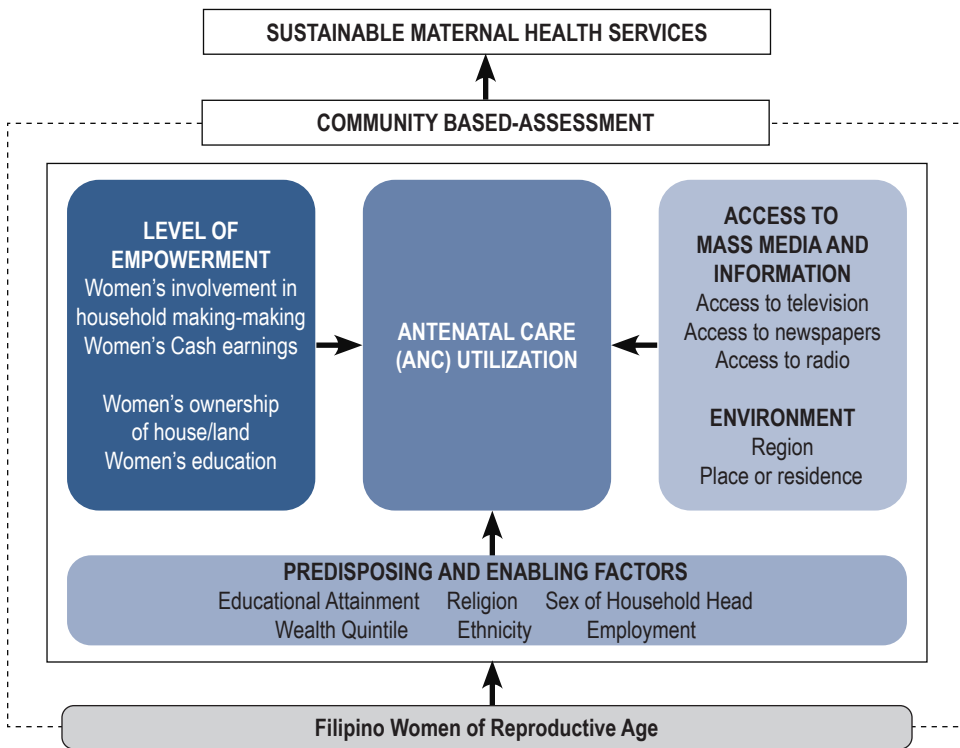 SUSTAINABLE MATERNAL HEALTH SERVICES
COMMUNITY BASED-ASSESSMENT
LEVEL OF
EMPOWERMENT
Women's involvement in
household making-making
Women's Cash earnings
Women's ownership
of house/land
Women's education
ANTENATAL CARE
(ANC) UTILIZATION
ACCESS TO
MASS MEDIA AND
INFORMATION
Access to television
Access to newspapers
Access to radio
ENVIRONMENT
Region
Place or residence
PREDISPOSING AND ENABLING FACTORS
Educational Attainment Religion Sex of Household Head
Wealth Quintile Ethnicity Employment
Filipino Women of Reproductive Age